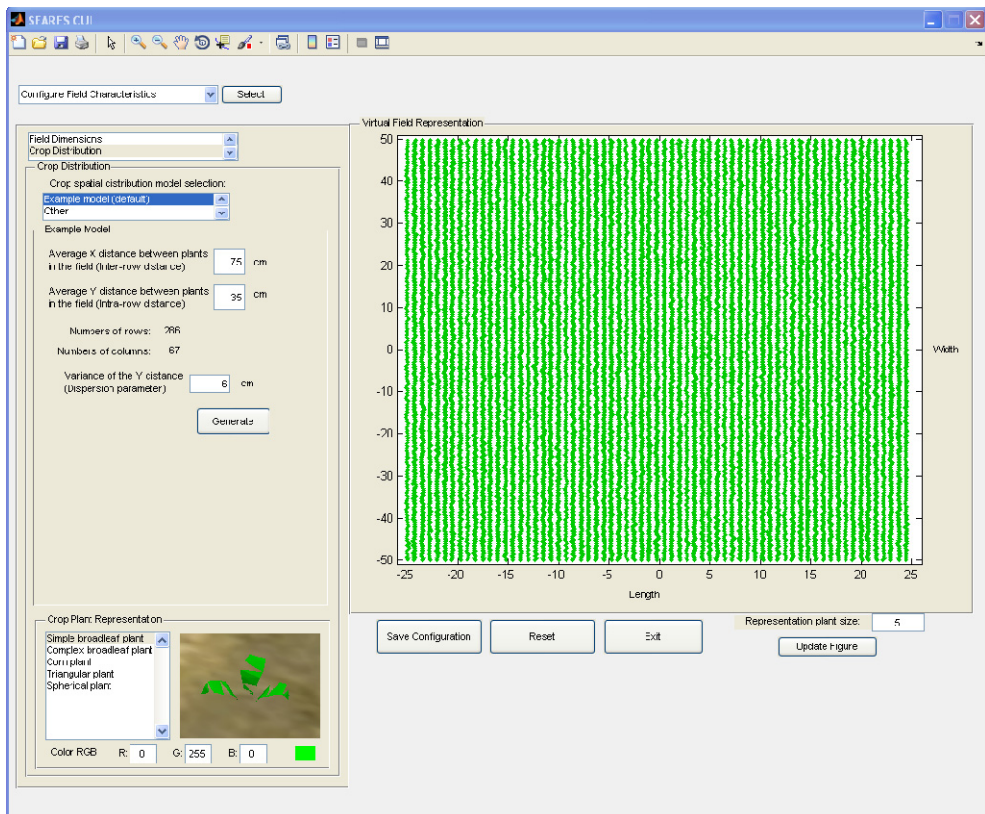 SEARFS GUI
Configure Field Characteristics
Select
Field Dimensions
Crop Distribution
Crop Distribution
Crop spatial distribution model selection:
Example model (default)
Other
Example Model
Average X distance between plants
in the field (Inter-row distance)
75 cm
Average Y distance between plants
in the field (Intra-row distance)
35 cm
Numbers of rows: 286
Numbers of columns: 67
Variance of the Y distance
(Dispersion parameter)
6 cm
Generate
Crop Plant Representation
Simple broadleaf plant
Complex broadleaf plant
Corn plant
Triangular plant
Spherical plant
Color RGB R: 0 G: 255 B: 0
Virtual Field Representation
50
40
30
20
10
0
-10
-20
-30
-40
-50
-25 -20 -15 -10 -5 0 5 10 15 20 25
Length
Width
Save Configuration
Reset
Exit
Representation plant size: 5
Update Figure